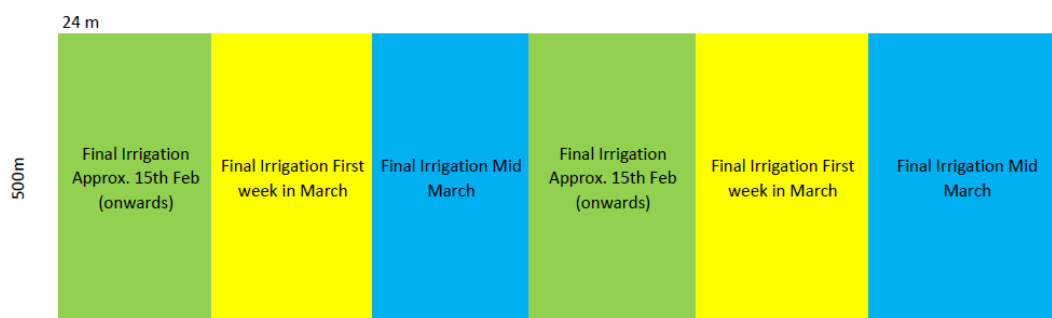 24 m
500m
Final Irrigation
Approx. 15th Feb
(onwards)
Final Irrigation First
week in March
Final Irrigation Mid
March
Final Irrigation
Approx. 15th Feb
(onwards)
Final Irrigation First
week in March
Final Irrigation Mid
March